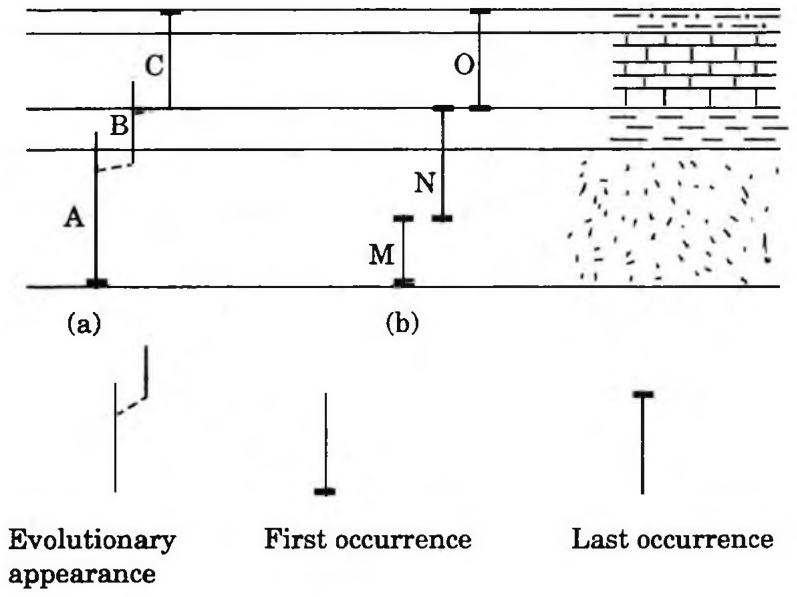 C
O
B
N
A
M
(a)
(b)
Evolutionary
appearance
First occurrence
Last occurrence